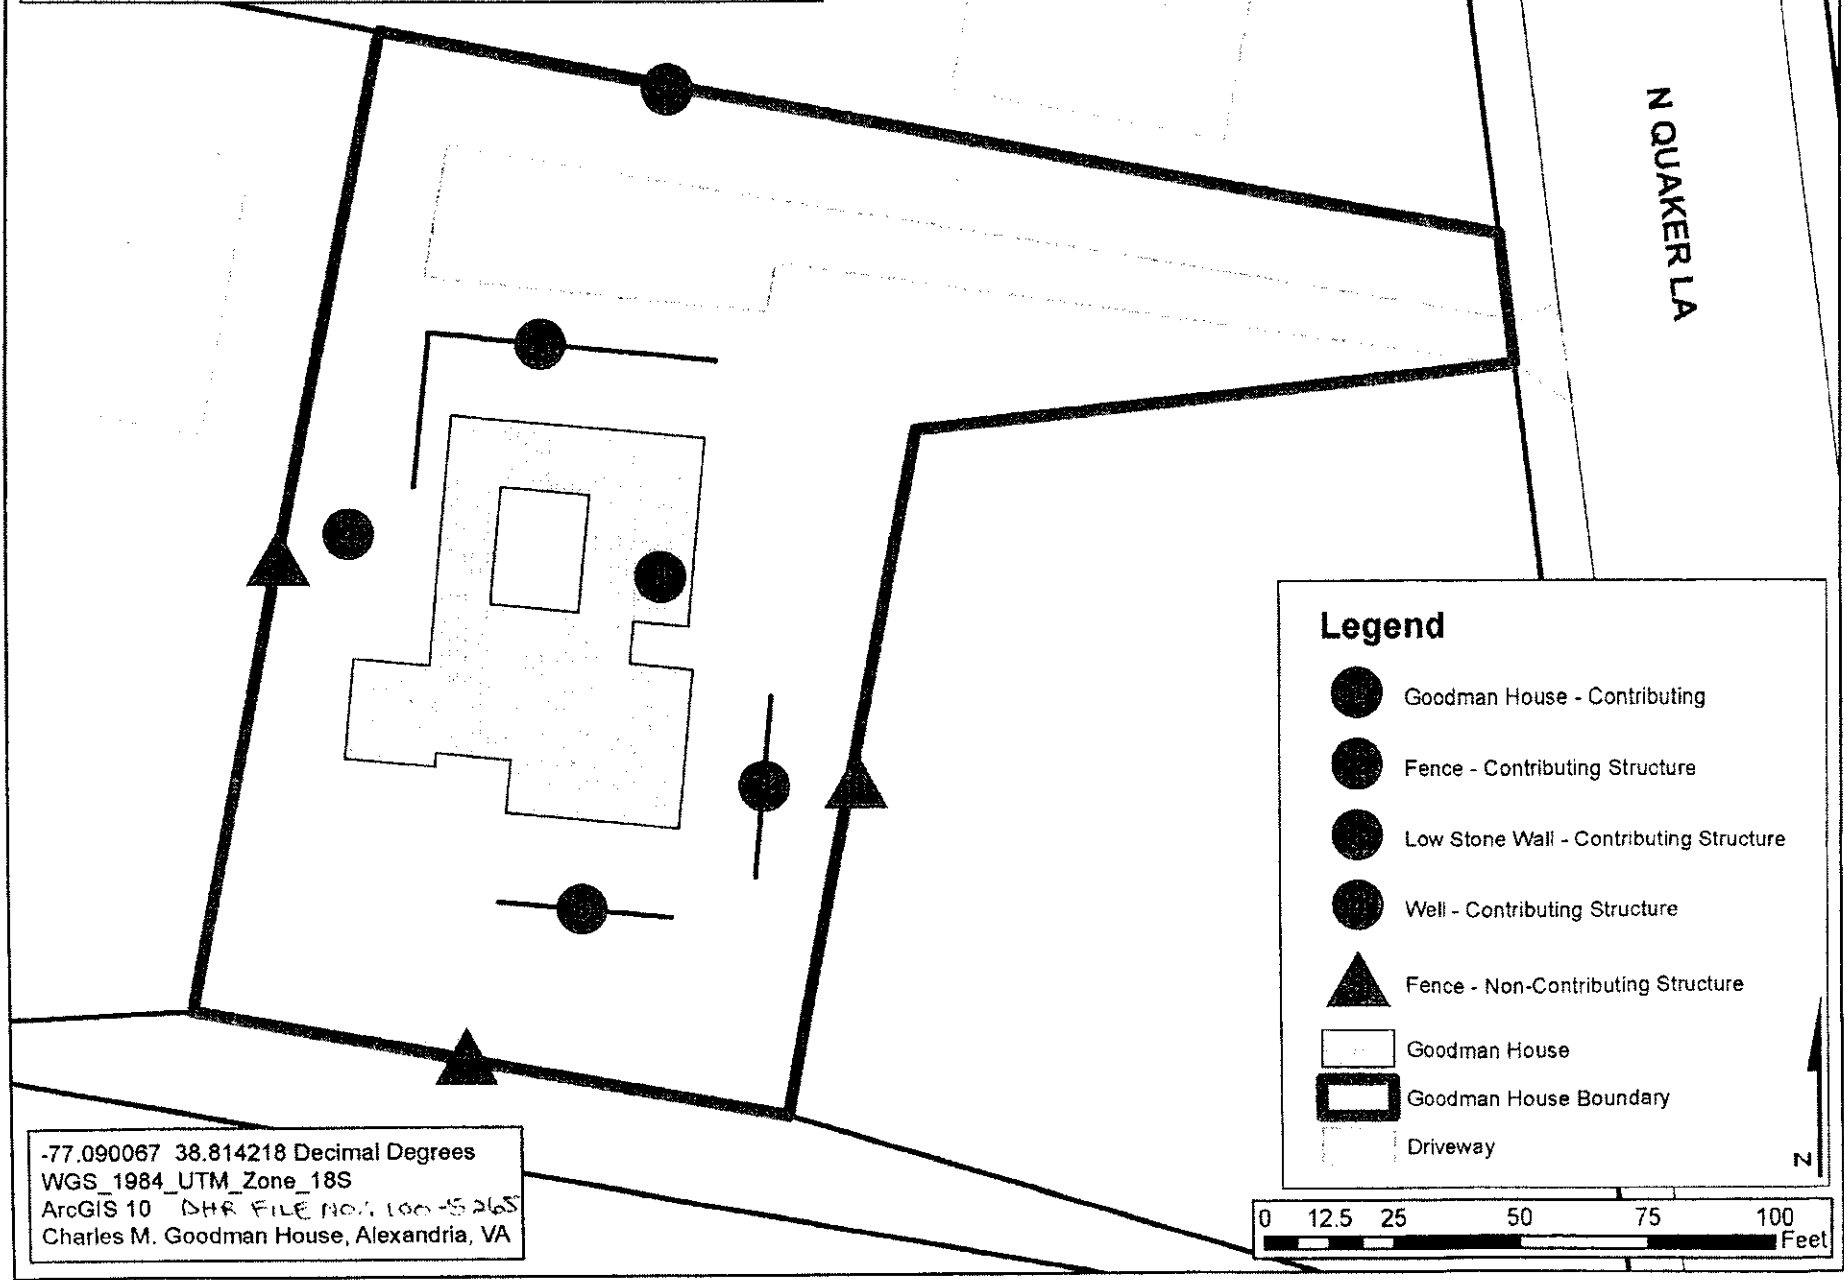 N QUAKER LA
Legend
Goodman House - Contributing
Fence - Contributing Structure
Low Stone Wall - Contributing Structure
Well - Contributing Structure
Fence - Non-Contributing Structure
Goodman House
Goodman House Boundary
Driveway
N
-77.090067 38.814218 Decimal Degrees
WGS_1984_UTM_Zone_18S
ArcGIS 10 DHR FILE NO.: 100-5265
Charles M. Goodman House, Alexandria, VA
0 12.5 25 50 75 100
Feet